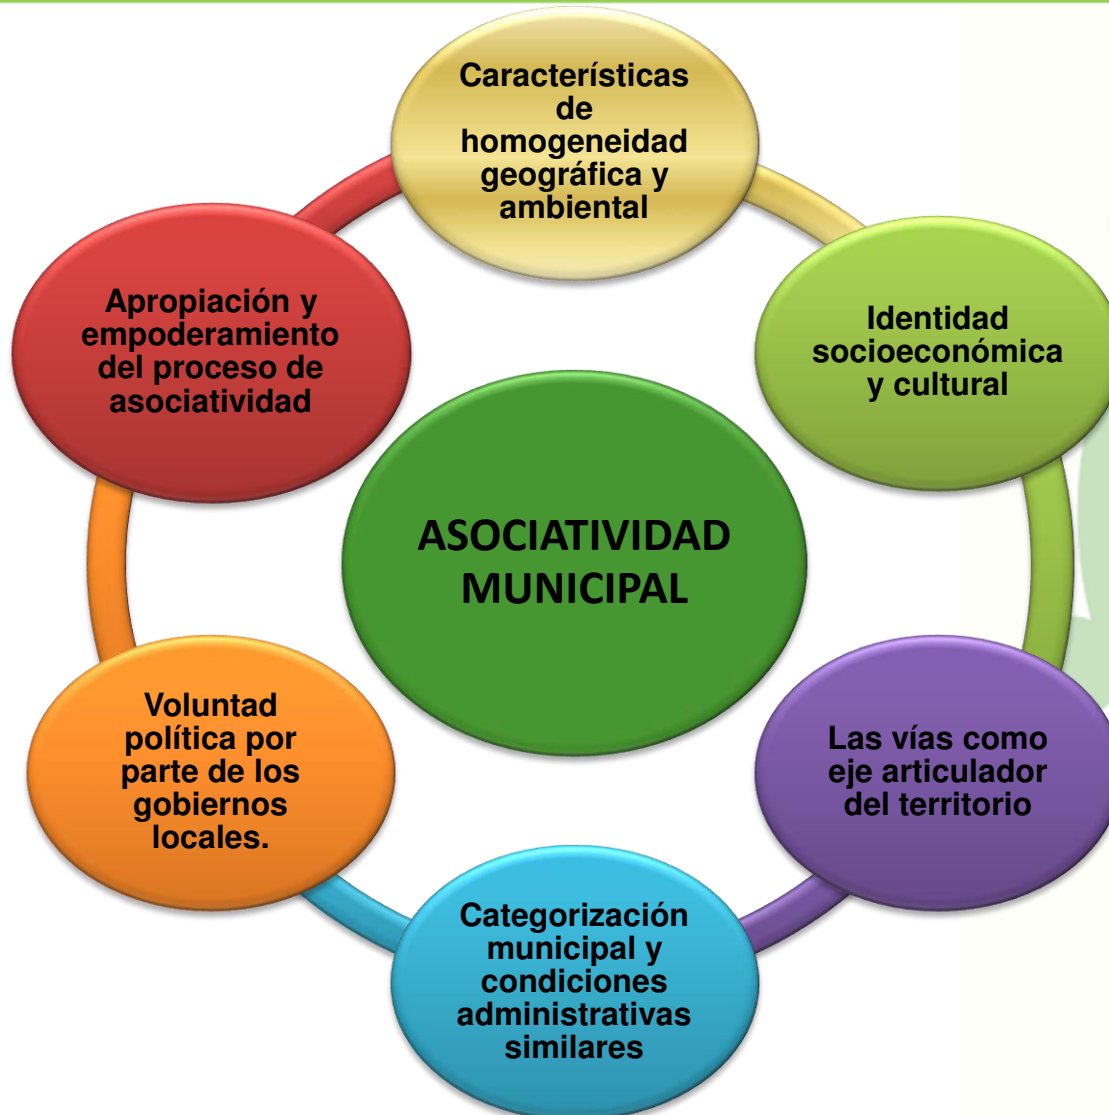 Características
de
homogeneidad
geográfica y
ambiental
Identidad
socioeconómica
y cultural
Las vías como
eje articulador
del territorio
Categorización
municipal y
condiciones
administrativas
similares
Voluntad
política por
parte de los
gobiernos
locales.
Apropiación y
empoderamiento
del proceso de
asociatividad
ASOCIATIVIDAD
MUNICIPAL